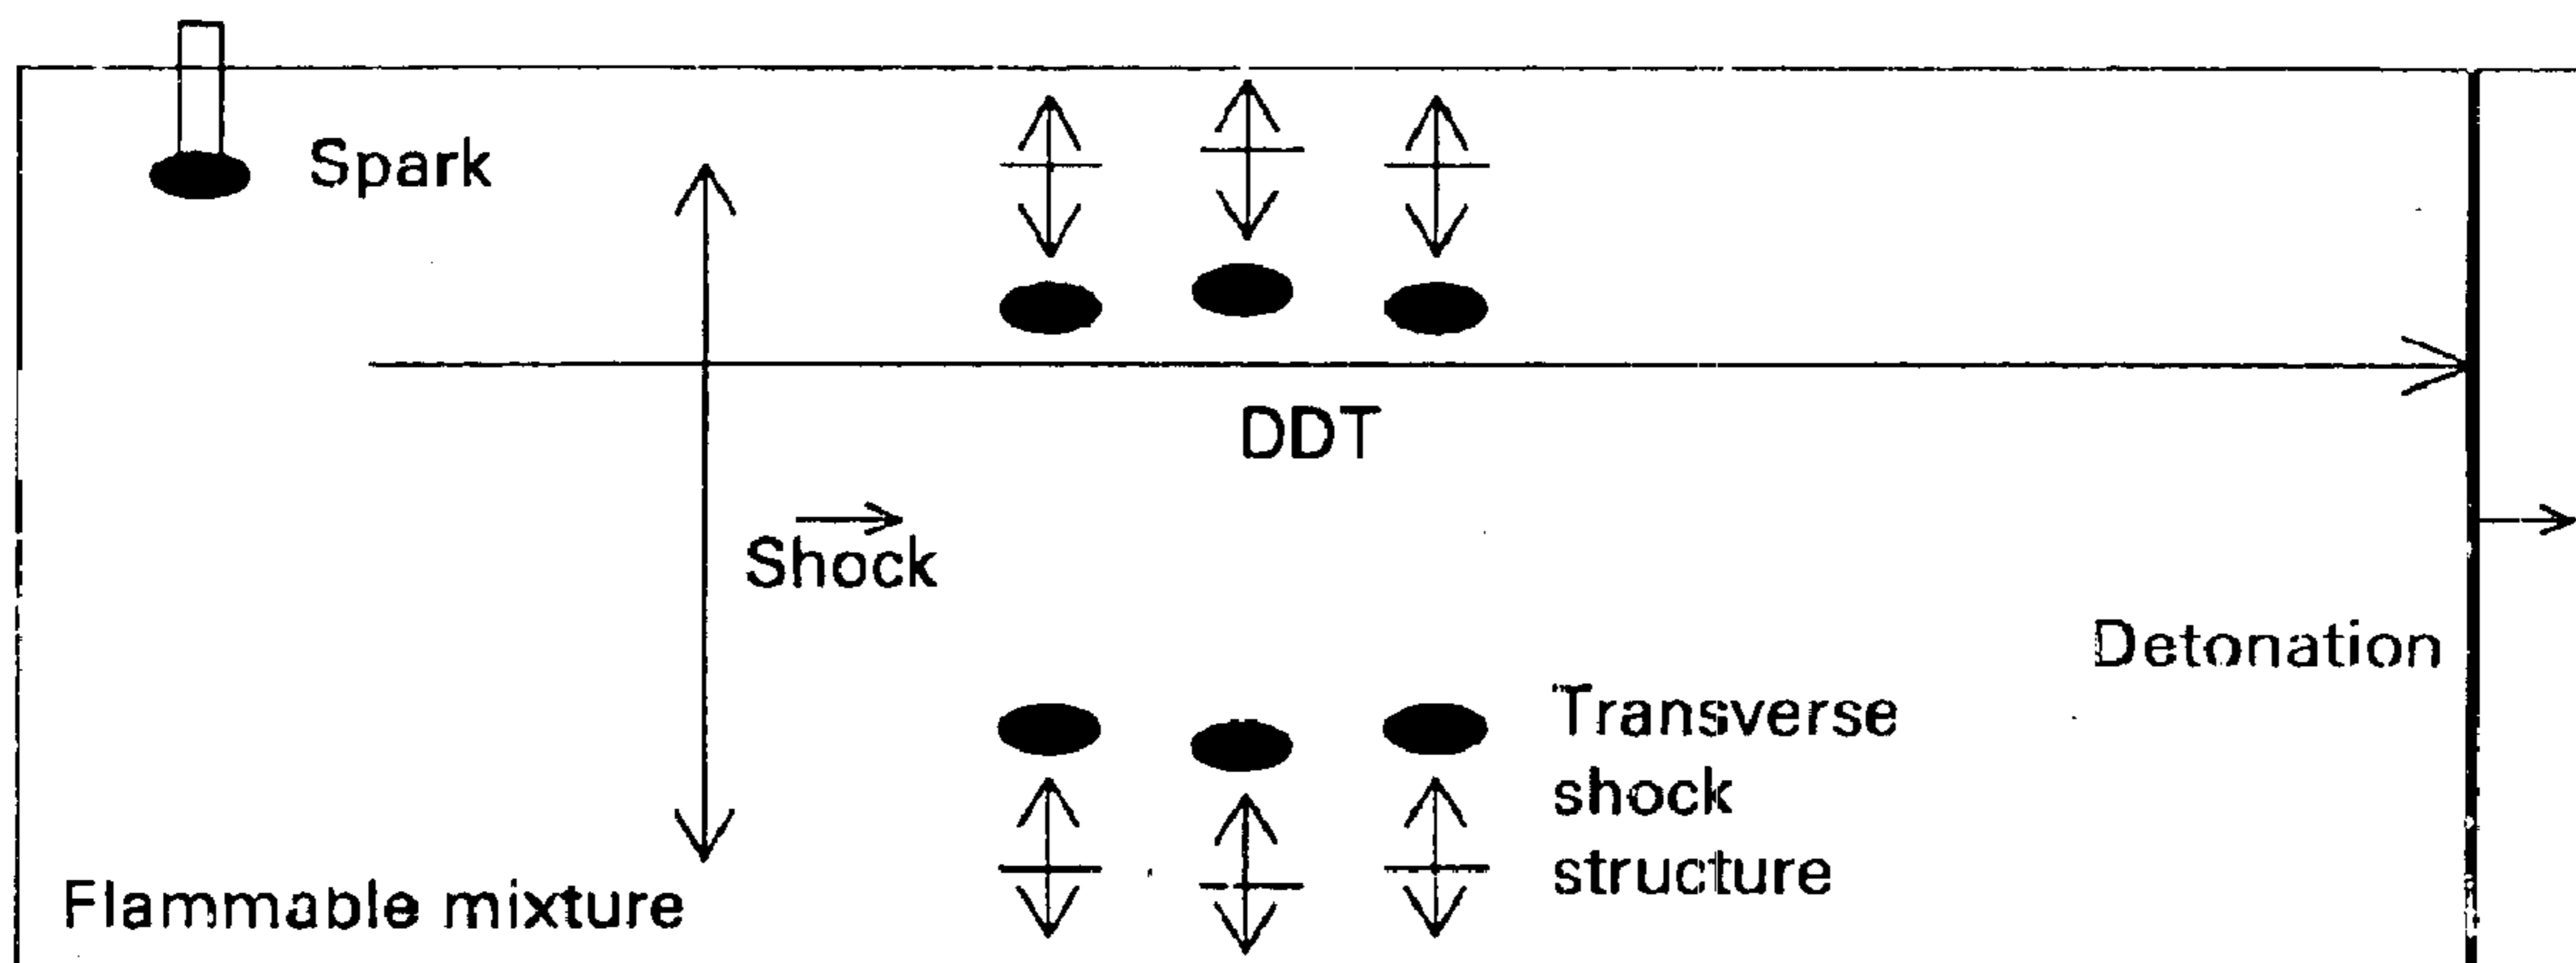 Spark
DDT
Shock
Detonation
Transverse
shock
structure
Flammable mixture